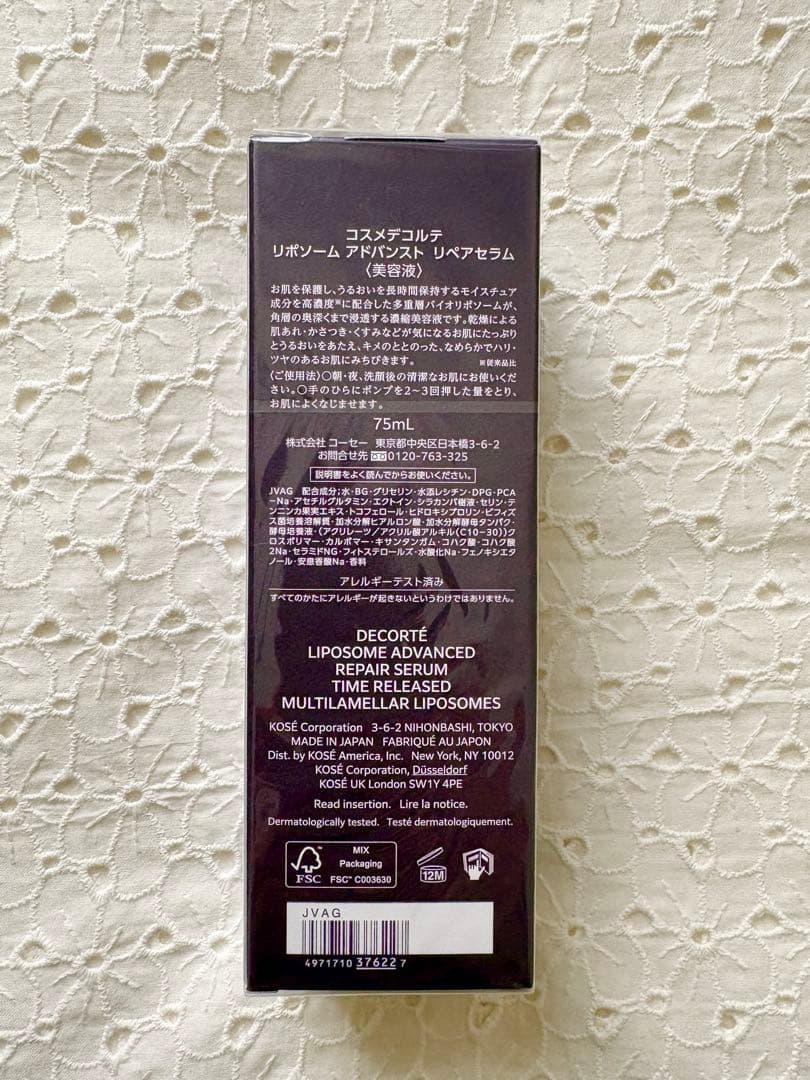 コスメデコルテ
リポソーム アドバンスト リペアセラム
〈美容液〉
お肌を保護し、うるおいを長時間保持するモイスチュア
成分を高濃度※に配合した多重層バイオリポソームが、
角層の奥深くまで浸透する濃縮美容液です。乾燥による
肌あれ・かさつき・くすみなどが気になるお肌にたっぷり
とうるおいをあたえ、キメのととのった、なめらかでハリ・
ツヤのあるお肌にみちびきます。 ※従来品比
〈ご使用法〉○朝・夜、洗顔後の清潔なお肌にお使いくだ
さい。○手のひらにポンプを2~3回押した量をとり、
お肌によくなじませます。
75mL
株式会社 コーセー 東京都中央区日本橋3-6-2
お問合せ先 0120-763-325
説明書をよく読んでからお使いください。
JVAG 配合成分;水・BG・グリセリン・水添レシチン・DPG・PCA
-Na・アセチルグルタミン・エクトイン・シラカンバ樹液・セリン・テ
ンニンカ果実エキス・トコフェロール・ヒドロキシプロリン・ビフィズ
ス菌培養溶解質・加水分解ヒアルロン酸・加水分解酵母タンパク・
酵母培養液・(アクリレーツ/アクリル酸アルキル(C10-30))ク
ロスポリマー・カルボマー・キサンタンガム・コハク酸・コハク酸
2Na・セラミドNG・フィトステロールズ・水酸化Na・フェノキシエタ
ノール・安息香酸Na・香料
アレルギーテスト済み
すべてのかたにアレルギーが起きないというわけではありません。
DECORTÉ
LIPOSOME ADVANCED
REPAIR SERUM
TIME RELEASED
MULTILAMELLAR LIPOSOMES
KOSÉ Corporation 3-6-2 NIHONBASHI, TOKYO
MADE IN JAPAN FABRIQUÉ AU JAPON
Dist. by KOSÉ America, Inc. New York, NY 10012
KOSÉ Corporation, Düsseldorf
KOSÉ UK London SW1Y 4PE
Read insertion. Lire la notice.
Dermatologically tested. Testé dermatologiquement.
MIX
Packaging
FSC FSC™ C003630
12M
JVAG
4971710 37622 7